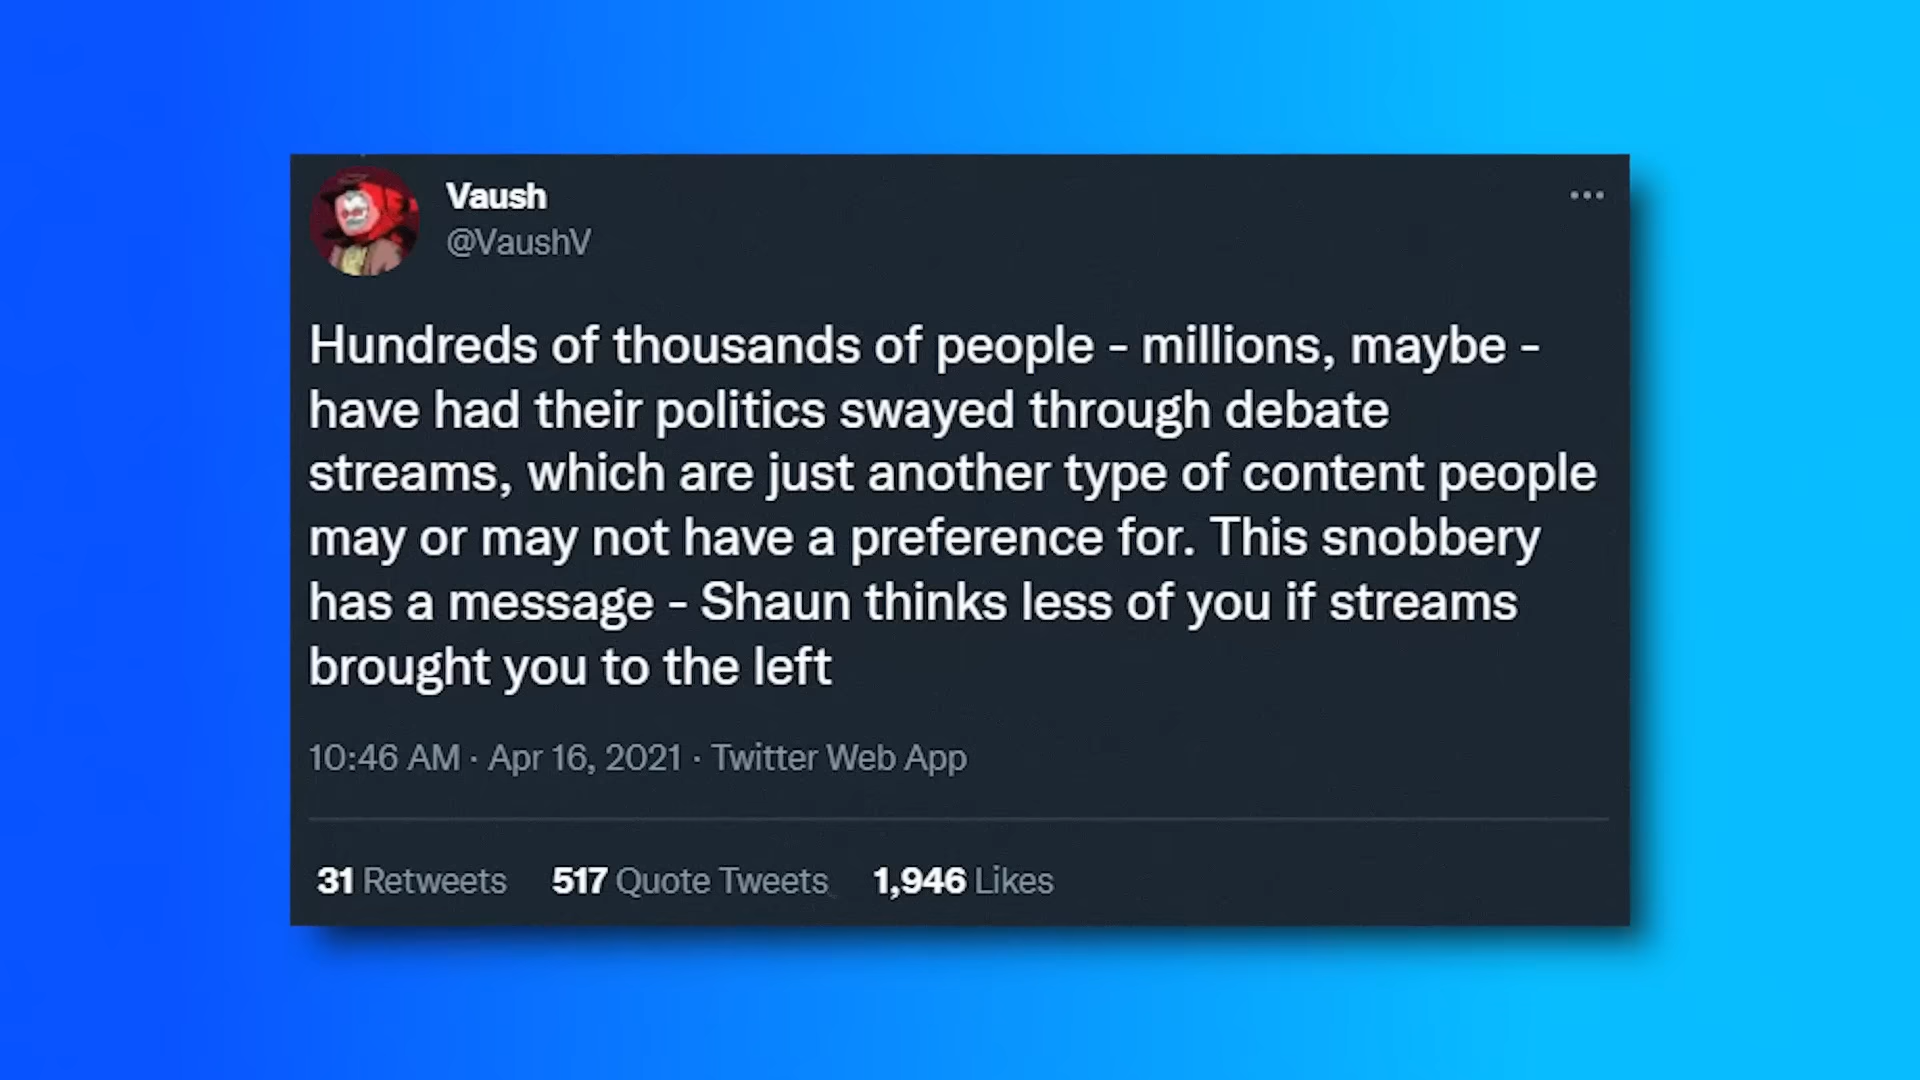 Vaush
@VaushV
Hundreds of thousands of people - millions, maybe -
have had their politics swayed through debate
streams, which are just another type of content people
may or may not have a preference for. This snobbery
has a message - Shaun thinks less of you if streams
brought you to the left
10:46 AM · Apr 16, 2021 · Twitter Web App
31 Retweets 517 Quote Tweets 1,946 Likes